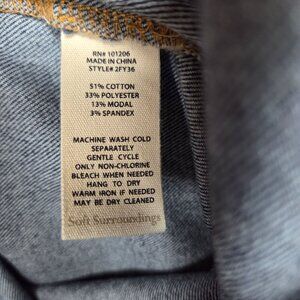 RN# 101206
MADE IN CHINA
STYLE# 2FY36
51% COTTON
33% POLYESTER
13% MODAL
3% SPANDEX
MACHINE WASH COLD
SEPARATELY
GENTLE CYCLE
ONLY NON-CHLORINE
BLEACH WHEN NEEDED
HANG TO DRY
WARM IRON IF NEEDED
MAY BE DRY CLEANED
Soft Surroundings